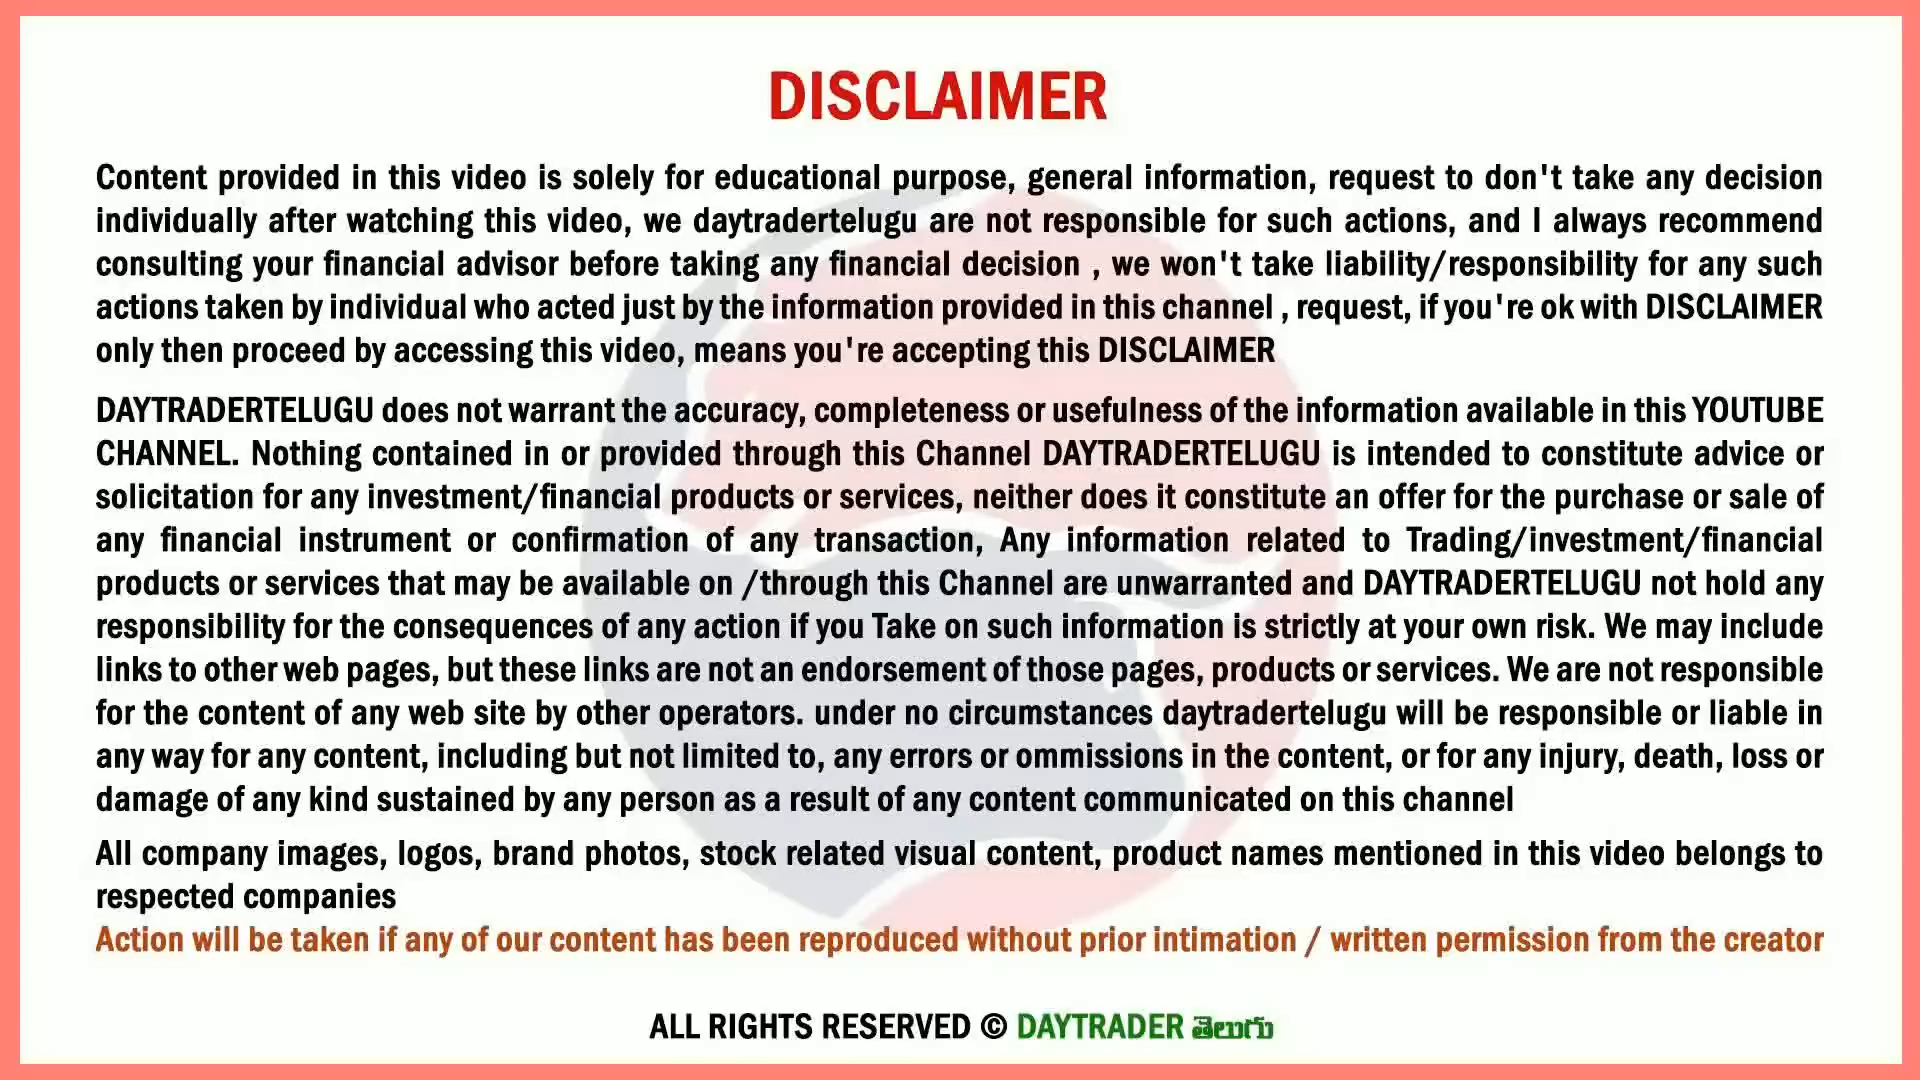 DISCLAIMER
Content provided in this video is solely for educational purpose, general information, request to don't take any decision
individually after watching this video, we daytradertelugu are not responsible for such actions, and I always recommend
consulting your financial advisor before taking any financial decision , we won't take liability/responsibility for any such
actions taken by individual who acted just by the information provided in this channel , request, if you're ok with DISCLAIMER
only then proceed by accessing this video, means you're accepting this DISCLAIMER
DAYTRADERTELUGU does not warrant the accuracy, completeness or usefulness of the information available in this YOUTUBE
CHANNEL. Nothing contained in or provided through this Channel DAYTRADERTELUGU is intended to constitute advice or
solicitation for any investment/financial products or services, neither does it constitute an offer for the purchase or sale of
any financial instrument or confirmation of any transaction, Any information related to Trading/investment/financial
products or services that may be available on /through this Channel are unwarranted and DAYTRADERTELUGU not hold any
responsibility for the consequences of any action if you Take on such information is strictly at your own risk. We may include
links to other web pages, but these links are not an endorsement of those pages, products or services. We are not responsible
for the content of any web site by other operators. under no circumstances daytradertelugu will be responsible or liable in
any way for any content, including but not limited to, any errors or ommissions in the content, or for any injury, death, loss or
damage of any kind sustained by any person as a result of any content communicated on this channel
All company images, logos, brand photos, stock related visual content, product names mentioned in this video belongs to
respected companies
Action will be taken if any of our content has been reproduced without prior intimation / written permission from the creator
ALL RIGHTS RESERVED © DAYTRADER తెలుగు